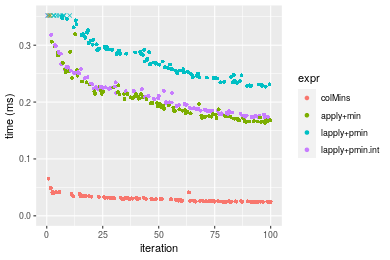 time (ms)
0.3
0.2
0.1
0.0
0
25
50
75
100
iteration
expr
colMins
apply+min
lapply+pmin
lapply+pmin.int